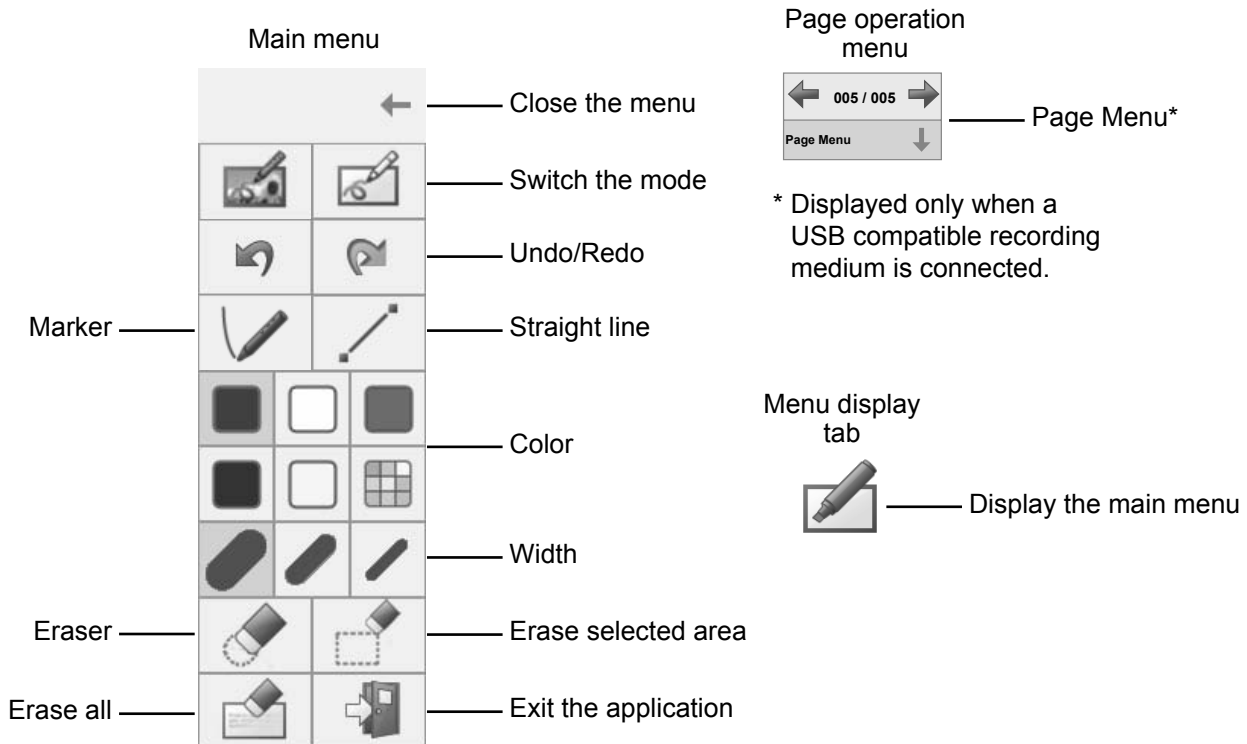 Main menu
Close the menu
Switch the mode
Undo/Redo
Marker
Straight line
Color
Width
Eraser
Erase selected area
Erase all
Exit the application
Page operation
menu
005 / 005
Page Menu
Page Menu*
* Displayed only when a
USB compatible recording
medium is connected.
Menu display
tab
Display the main menu